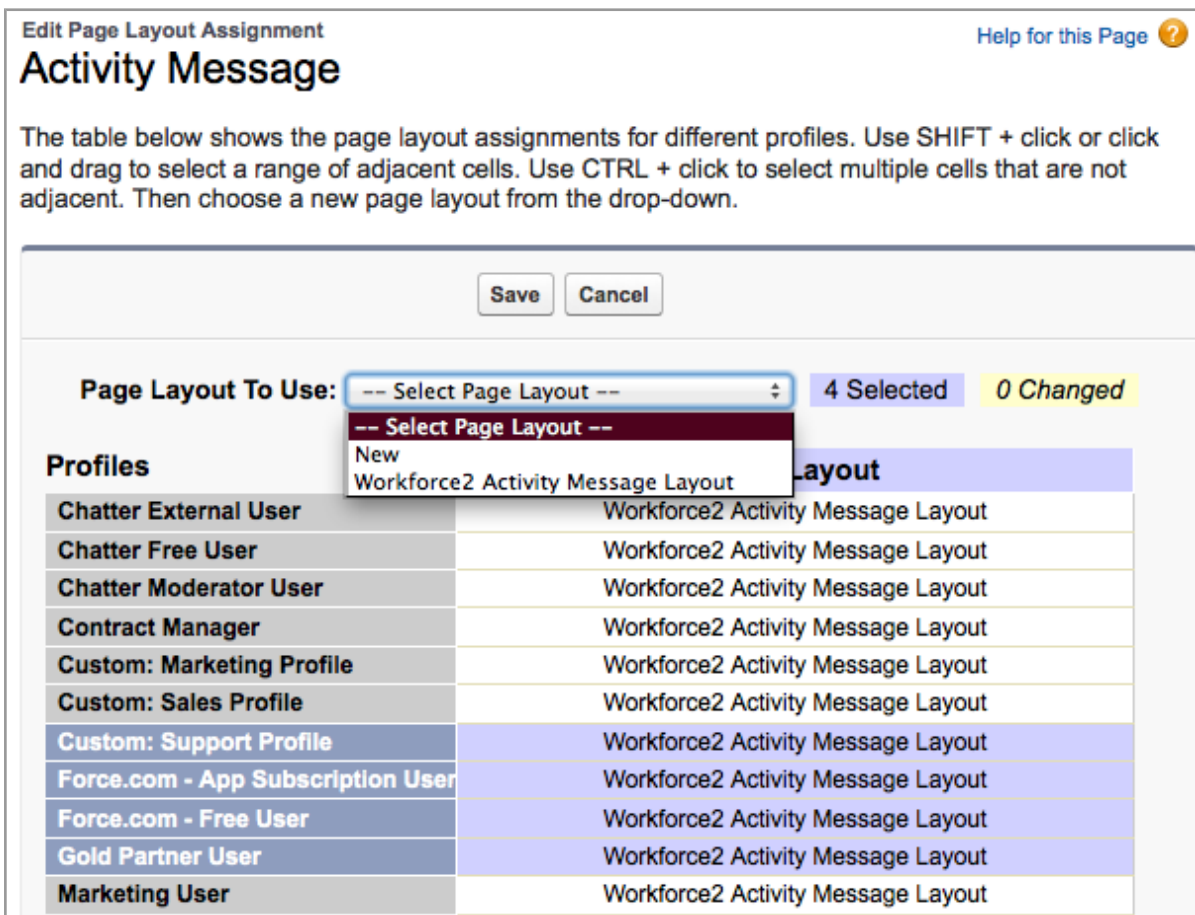 Edit Page Layout Assignment
Help for this Page ?
Activity Message
The table below shows the page layout assignments for different profiles. Use SHIFT + click or click
and drag to select a range of adjacent cells. Use CTRL + click to select multiple cells that are not
adjacent. Then choose a new page layout from the drop-down.
Save Cancel
Page Layout To Use: -- Select Page Layout -- 4 Selected 0 Changed
-- Select Page Layout --
New
Workforce2 Activity Message Layout
Profiles Layout
Chatter External User Workforce2 Activity Message Layout
Chatter Free User Workforce2 Activity Message Layout
Chatter Moderator User Workforce2 Activity Message Layout
Contract Manager Workforce2 Activity Message Layout
Custom: Marketing Profile Workforce2 Activity Message Layout
Custom: Sales Profile Workforce2 Activity Message Layout
Custom: Support Profile Workforce2 Activity Message Layout
Force.com - App Subscription User Workforce2 Activity Message Layout
Force.com - Free User Workforce2 Activity Message Layout
Gold Partner User Workforce2 Activity Message Layout
Marketing User Workforce2 Activity Message Layout